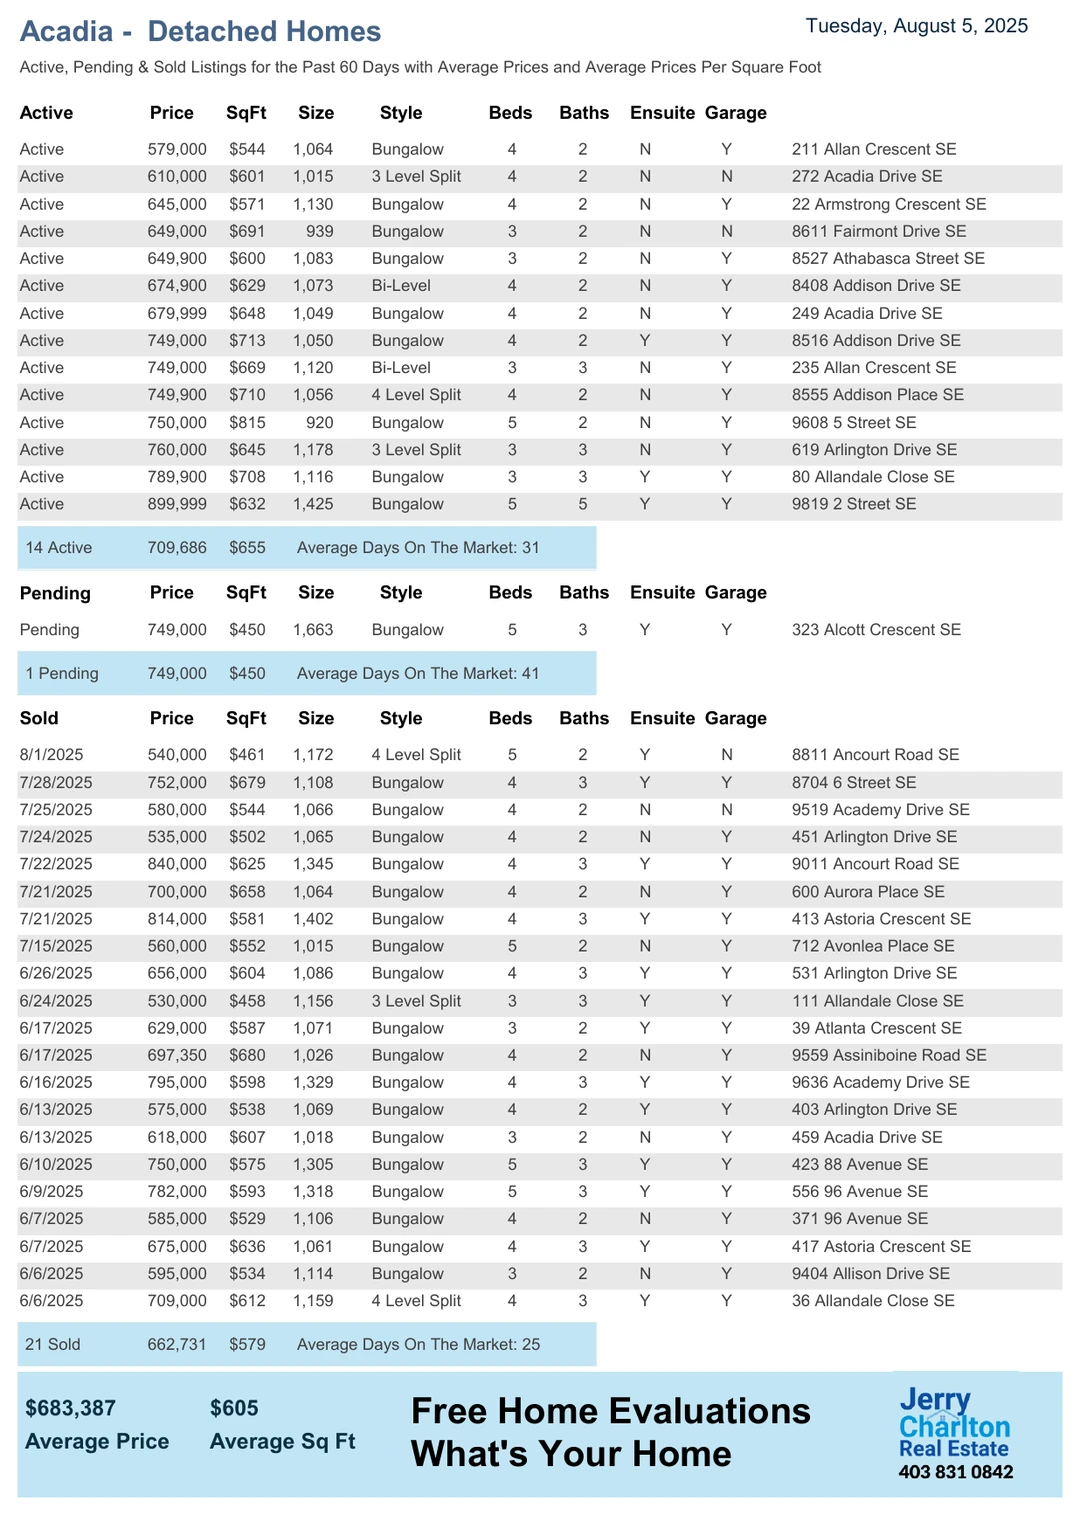 Acadia - Detached Homes
Tuesday, August 5, 2025
Active, Pending & Sold Listings for the Past 60 Days with Average Prices and Average Prices Per Square Foot
Active Price SqFt Size Style Beds Baths Ensuite Garage
Active 579,000 $544 1,064 Bungalow 4 2 N Y 211 Allan Crescent SE
Active 610,000 $601 1,015 3 Level Split 4 2 N N 272 Acadia Drive SE
Active 645,000 $571 1,130 Bungalow 4 2 N Y 22 Armstrong Crescent SE
Active 649,000 $691 939 Bungalow 3 2 N N 8611 Fairmont Drive SE
Active 649,900 $600 1,083 Bungalow 3 2 N Y 8527 Athabasca Street SE
Active 674,900 $629 1,073 Bi-Level 4 2 N Y 8408 Addison Drive SE
Active 679,999 $648 1,049 Bungalow 4 2 N Y 249 Acadia Drive SE
Active 749,000 $713 1,050 Bungalow 4 2 Y Y 8516 Addison Drive SE
Active 749,000 $669 1,120 Bi-Level 3 3 N Y 235 Allan Crescent SE
Active 749,900 $710 1,056 4 Level Split 4 2 N Y 8555 Addison Place SE
Active 750,000 $815 920 Bungalow 5 2 N Y 9608 5 Street SE
Active 760,000 $645 1,178 3 Level Split 3 3 N Y 619 Arlington Drive SE
Active 789,900 $708 1,116 Bungalow 3 3 Y Y 80 Allandale Close SE
Active 899,999 $632 1,425 Bungalow 5 5 Y Y 9819 2 Street SE
14 Active 709,686 $655 Average Days On The Market: 31
Pending Price SqFt Size Style Beds Baths Ensuite Garage
Pending 749,000 $450 1,663 Bungalow 5 3 Y Y 323 Alcott Crescent SE
1 Pending 749,000 $450 Average Days On The Market: 41
Sold Price SqFt Size Style Beds Baths Ensuite Garage
8/1/2025 540,000 $461 1,172 4 Level Split 5 2 Y N 8811 Ancourt Road SE
7/28/2025 752,000 $679 1,108 Bungalow 4 3 Y Y 8704 6 Street SE
7/25/2025 580,000 $544 1,066 Bungalow 4 2 N N 9519 Academy Drive SE
7/24/2025 535,000 $502 1,065 Bungalow 4 2 N Y 451 Arlington Drive SE
7/22/2025 840,000 $625 1,345 Bungalow 4 3 Y Y 9011 Ancourt Road SE
7/21/2025 700,000 $658 1,064 Bungalow 4 2 N Y 600 Aurora Place SE
7/21/2025 814,000 $581 1,402 Bungalow 4 3 Y Y 413 Astoria Crescent SE
7/15/2025 560,000 $552 1,015 Bungalow 5 2 N Y 712 Avonlea Place SE
6/26/2025 656,000 $604 1,086 Bungalow 4 3 Y Y 531 Arlington Drive SE
6/24/2025 530,000 $458 1,156 3 Level Split 3 3 Y Y 111 Allandale Close SE
6/17/2025 629,000 $587 1,071 Bungalow 3 2 Y Y 39 Atlanta Crescent SE
6/17/2025 697,350 $680 1,026 Bungalow 4 2 N Y 9559 Assiniboine Road SE
6/16/2025 795,000 $598 1,329 Bungalow 4 3 Y Y 9636 Academy Drive SE
6/13/2025 575,000 $538 1,069 Bungalow 4 2 Y Y 403 Arlington Drive SE
6/13/2025 618,000 $607 1,018 Bungalow 3 2 N Y 459 Acadia Drive SE
6/10/2025 750,000 $575 1,305 Bungalow 5 3 Y Y 423 88 Avenue SE
6/9/2025 782,000 $593 1,318 Bungalow 5 3 Y Y 556 96 Avenue SE
6/7/2025 585,000 $529 1,106 Bungalow 4 2 N Y 371 96 Avenue SE
6/7/2025 675,000 $636 1,061 Bungalow 4 3 Y Y 417 Astoria Crescent SE
6/6/2025 595,000 $534 1,114 Bungalow 3 2 N Y 9404 Allison Drive SE
6/6/2025 709,000 $612 1,159 4 Level Split 4 3 Y Y 36 Allandale Close SE
21 Sold 662,731 $579 Average Days On The Market: 25
$683,387 $605
Average Price Average Sq Ft
Free Home Evaluations
What's Your Home
Jerry
Charlton
Real Estate
403 831 0842